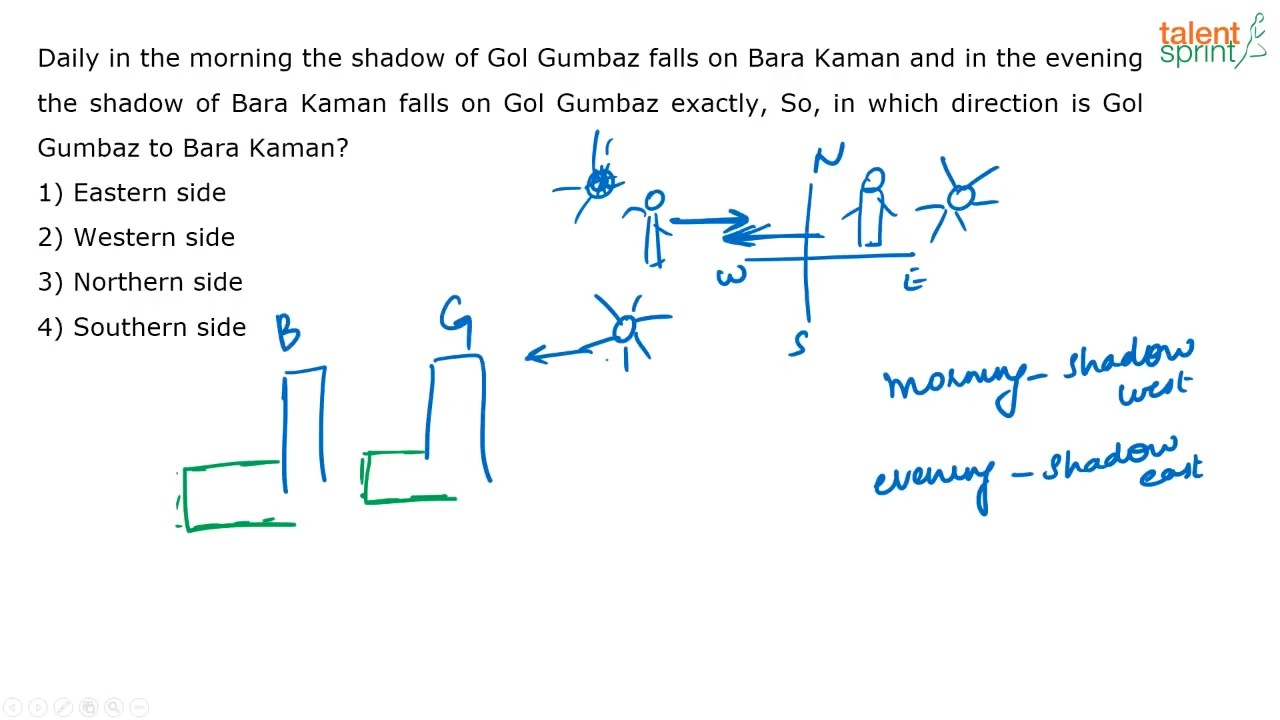 talent
sprint
Daily in the morning the shadow of Gol Gumbaz falls on Bara Kaman and in the evening
the shadow of Bara Kaman falls on Gol Gumbaz exactly, So, in which direction is Gol
Gumbaz to Bara Kaman?
1) Eastern side
2) Western side
3) Northern side
4) Southern side
N
W
E
S
B
G
morning - shadow
west
evening - shadow
east